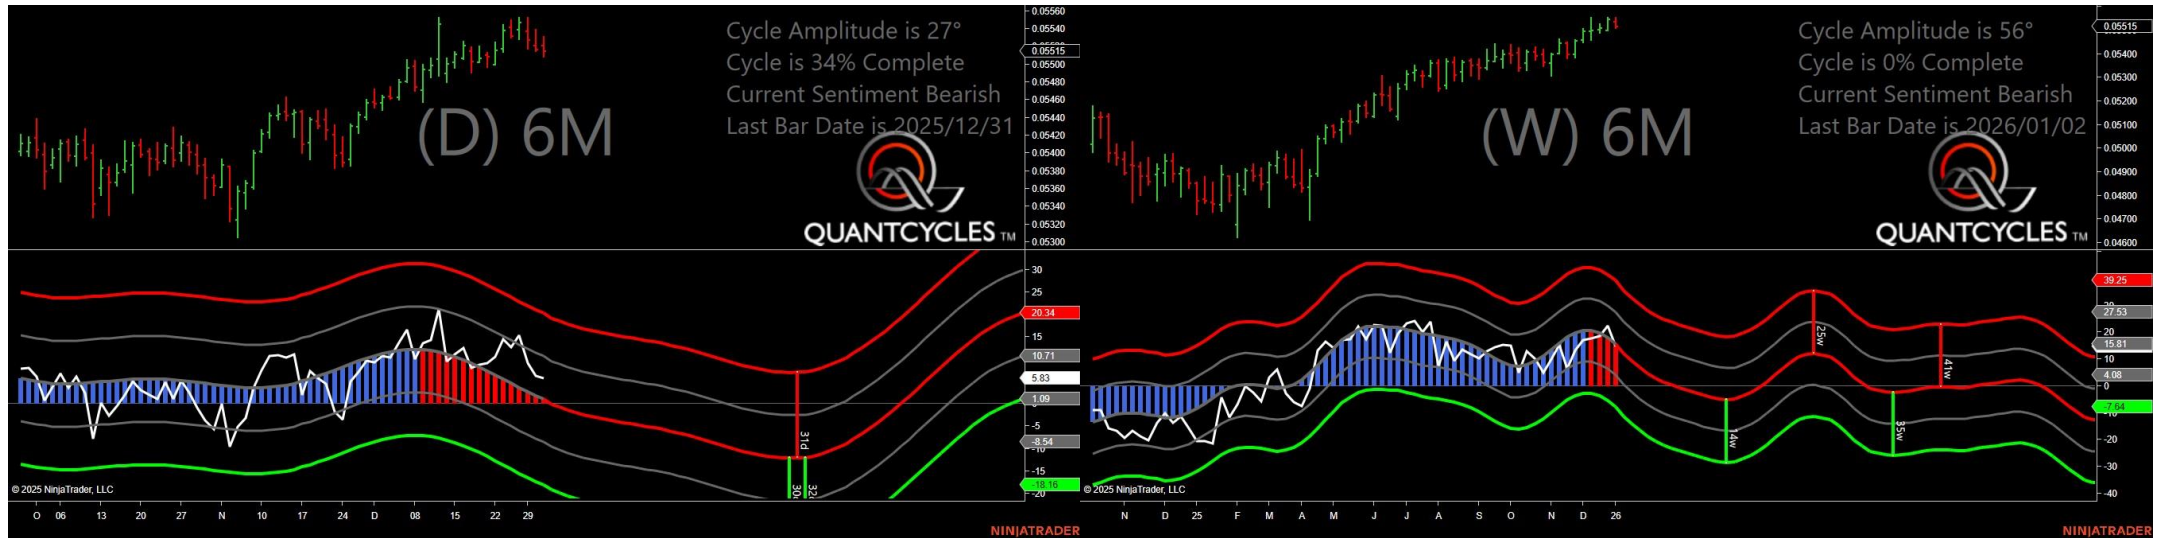 Cycle Amplitude is 27°
Cycle is 34% Complete
Current Sentiment Bearish
Last Bar Date is 2025/12/31
(D) 6M
QUANTCYCLES TM
0.05560
0.05540
0.05515
0.05500
0.05480
0.05460
0.05440
0.05420
0.05400
0.05380
0.05360
0.05340
0.05320
0.05300
30
25
20.34
15
10.71
5.83
1.09
-5
-8.54
-10
-15
-18.16
-20
31d
30
32
© 2025 NinjaTrader, LLC
O 06 13 20 27 N 10 17 24 D 08 15 22 29
NINJATRADER
Cycle Amplitude is 56°
Cycle is 0% Complete
Current Sentiment Bearish
Last Bar Date is 2026/01/02
(W) 6M
QUANTCYCLES TM
0.05515
0.05400
0.05300
0.05200
0.05100
0.05000
0.04900
0.04800
0.04700
0.04600
39.25
27.53
20
15.81
10
4.08
0
-7.64
-20
-30
-40
25w
41w
14w
35w
© 2025 NinjaTrader, LLC
N D 25 F M A M J J A S O N D 26
NINJATRADER